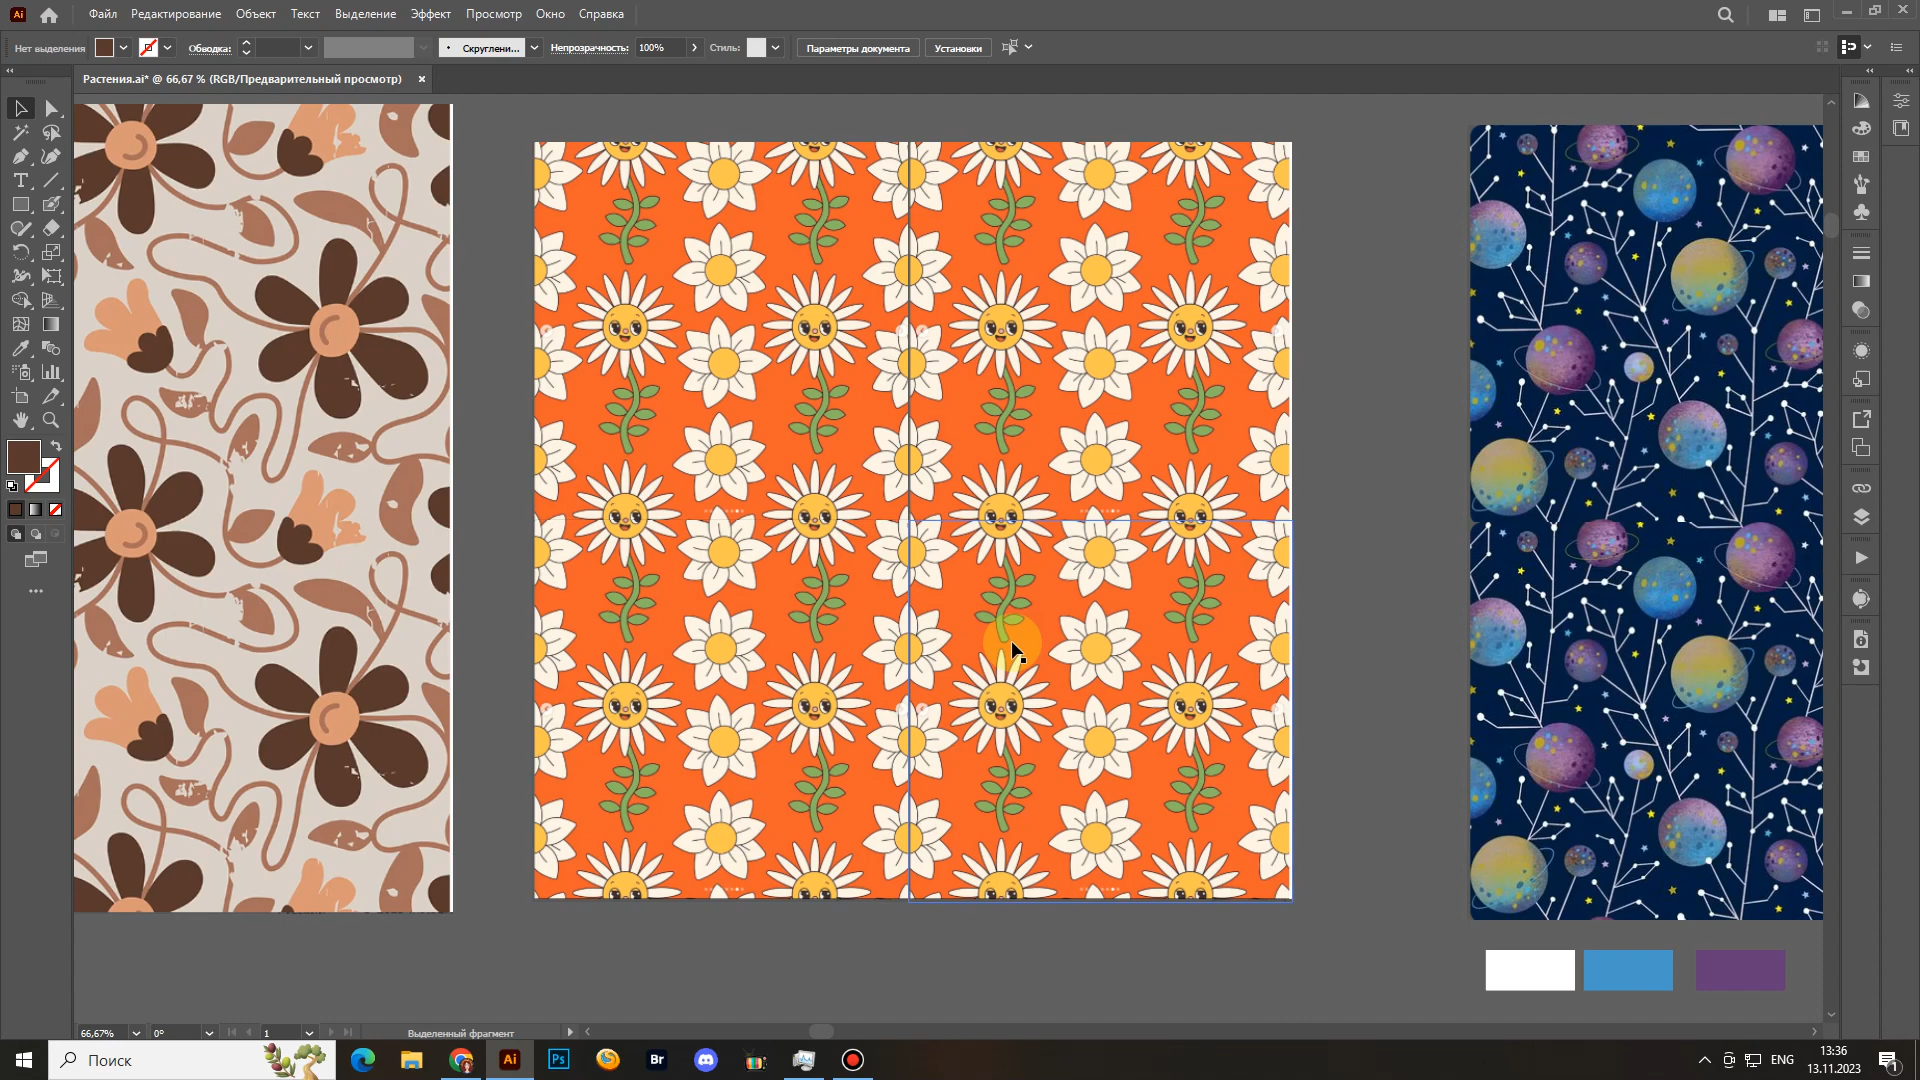 Ai
Файл
Редактирование
Объект
Текст
Выделение
Эффект
Просмотр
Окно
Справка
Нет выделения
Обводка:
Скруглени...
Непрозрачность:
100%
Стиль:
Параметры документа
Установки
Растения.ai* @ 66,67 % (RGB/Предварительный просмотр)
66,67%
0°
1
Выделенный фрагмент
Поиск
Ai
Ps
Br
ENG
13:36
13.11.2023
1